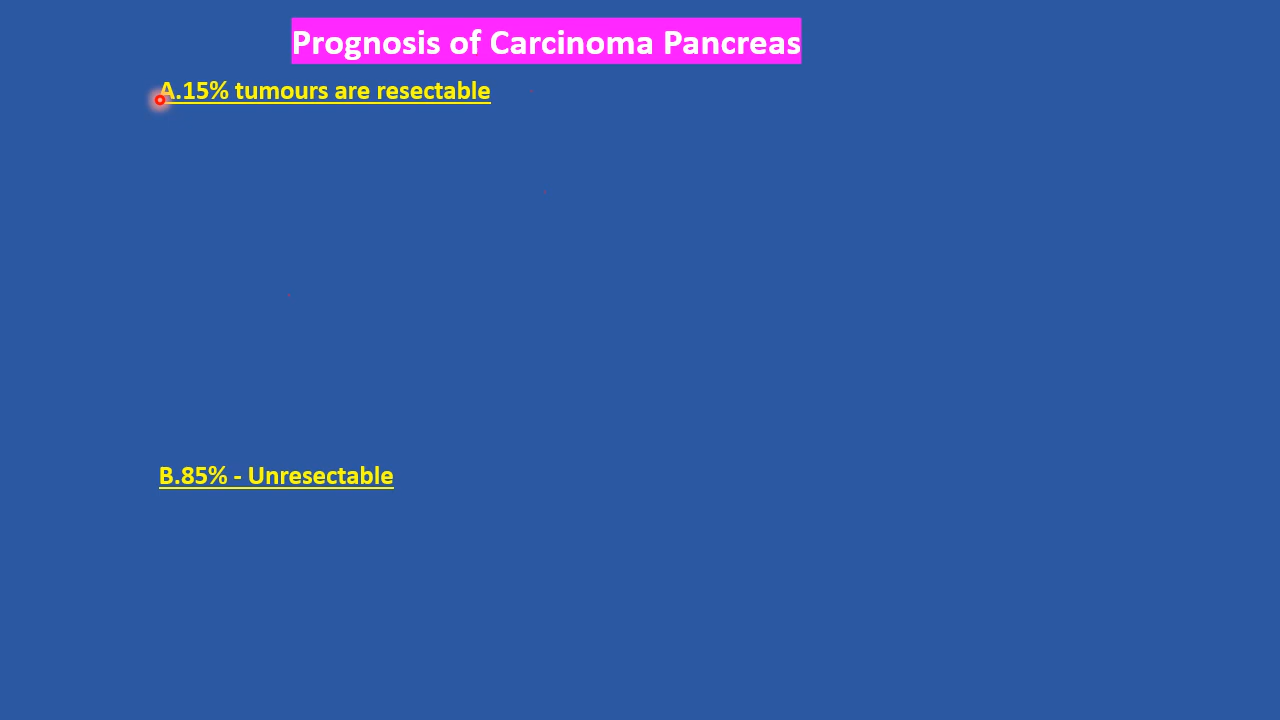 Prognosis of Carcinoma Pancreas
A.15% tumours are resectable
B.85% - Unresectable